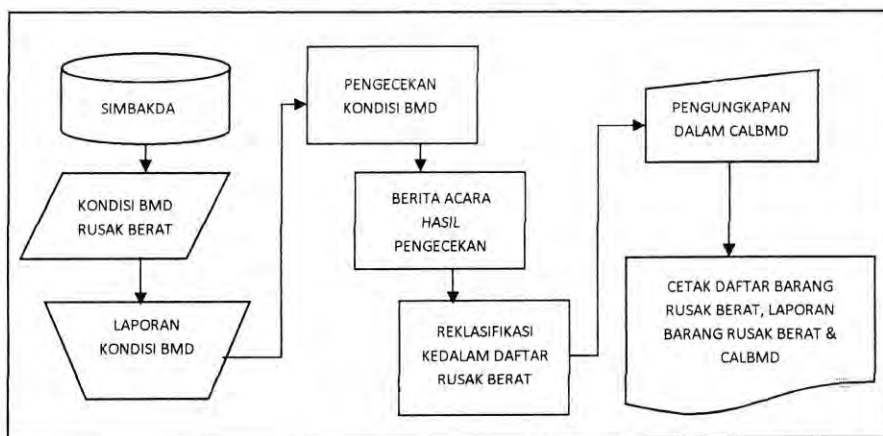 SIMBAKDA
KONDISI BMD
RUSAK BERAT
LAPORAN
KONDISI BMD
PENGECEKAN
KONDISI BMD
BERITA ACARA
HASIL
PENGECEKAN
REKLASIFIKASI
KEDALAM DAFTAR
RUSAK BERAT
PENGUNGKAPAN
DALAM CALBMD
CETAK DAFTAR BARANG
RUSAK BERAT, LAPORAN
BARANG RUSAK BERAT &
CALBMD